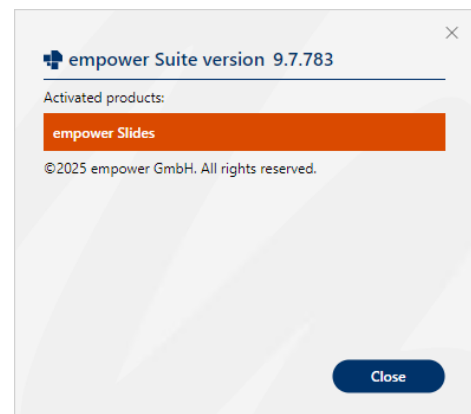 empower Suite version 9.7.783
Activated products:
empower Slides
©2025 empower GmbH. All rights reserved.
Close